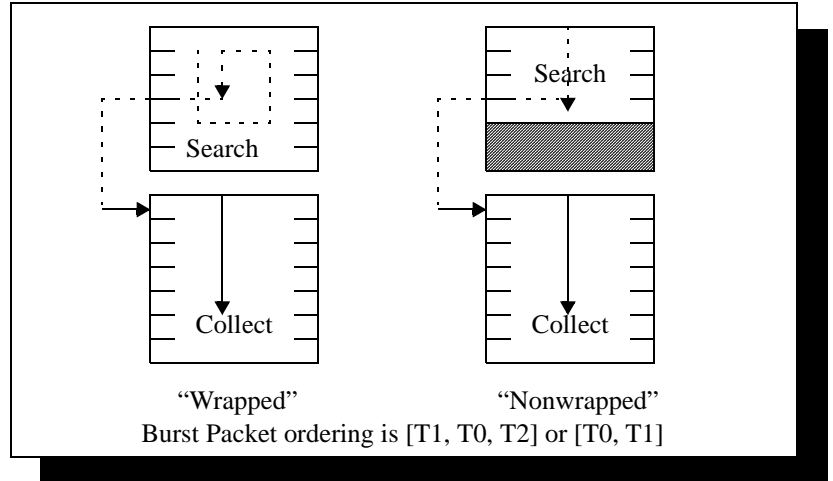 Search
Search
Collect
Collect
“Wrapped”
“Nonwrapped”
Burst Packet ordering is [T1, T0, T2] or [T0, T1]